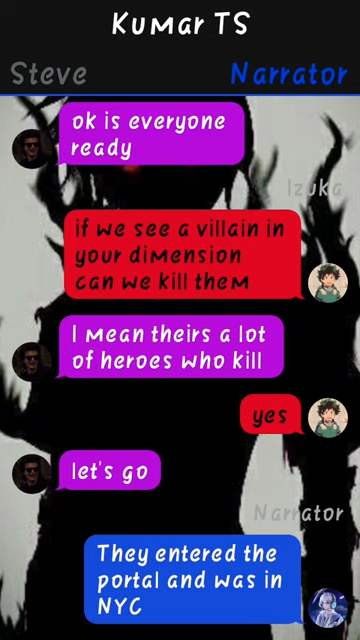 Kumar TS
Steve Narrator
ok is everyone
ready
Izuka
if we see a villain in
your dimension
can we kill them
I mean theirs a lot
of heroes who kill
yes
let's go
Narrator
They entered the
portal and was in
NYC